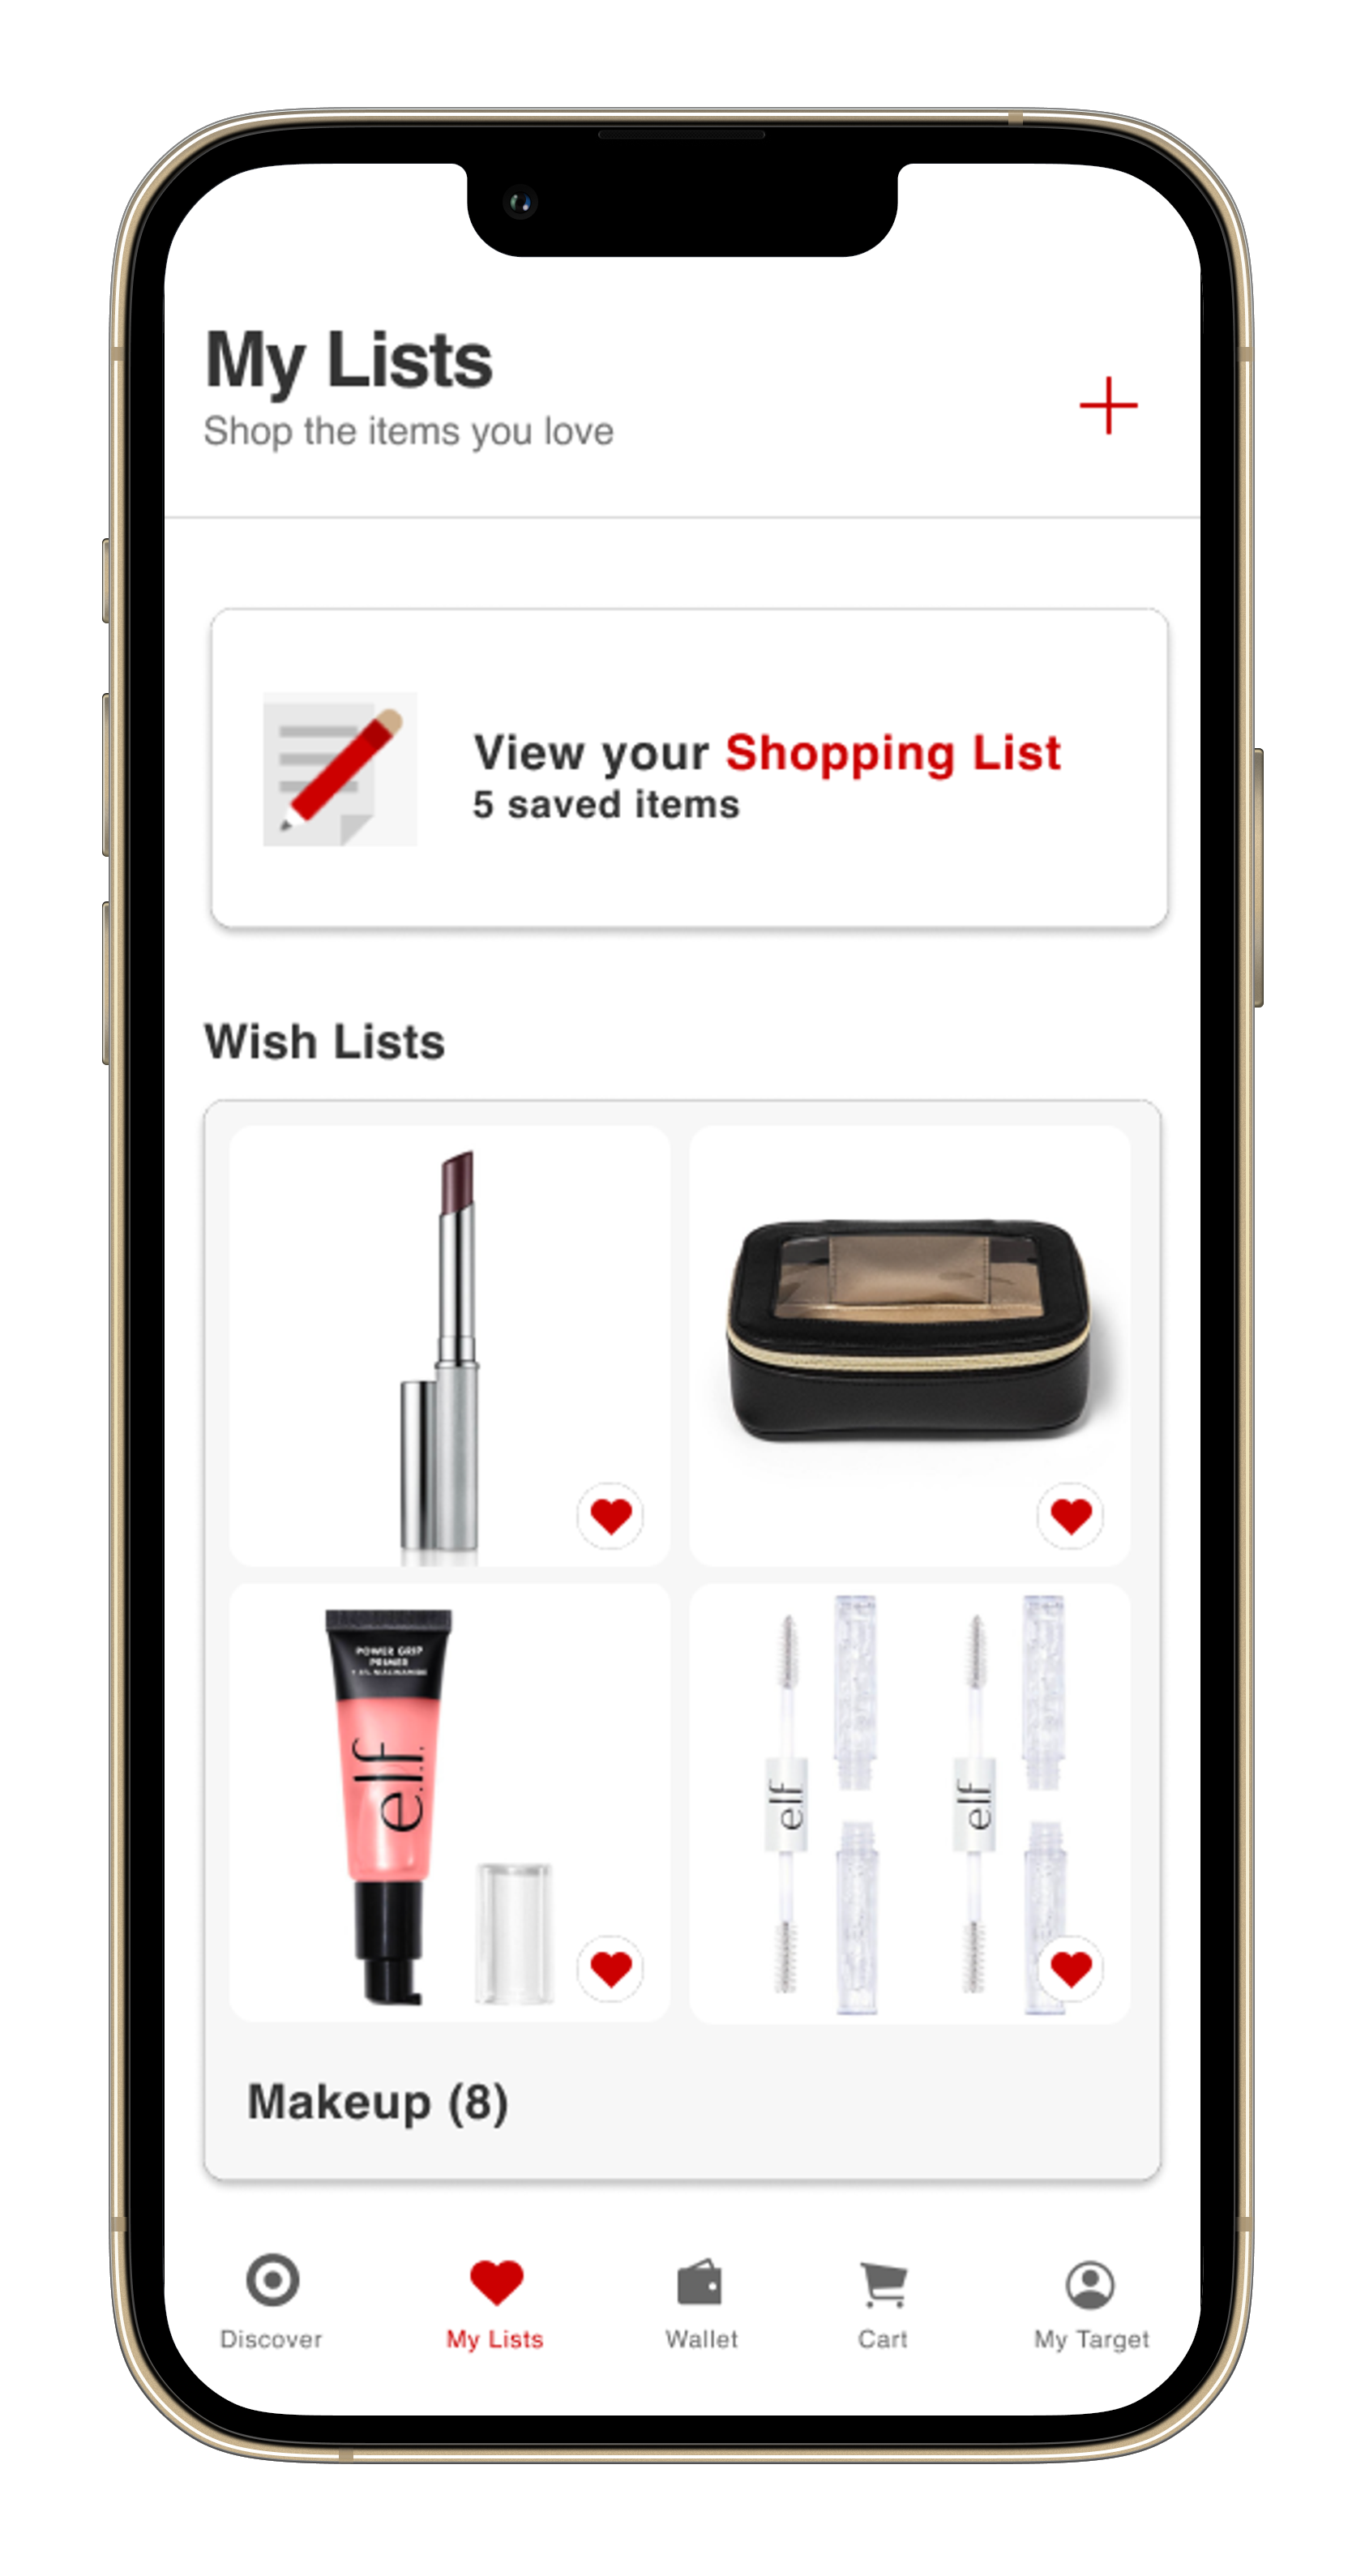 My Lists
Shop the items you love
View your Shopping List
5 saved items
Wish Lists
POWER GRIP
PRIMER
e.l.f.
elf
elf
Makeup (8)
Discover
My Lists
Wallet
Cart
My Target